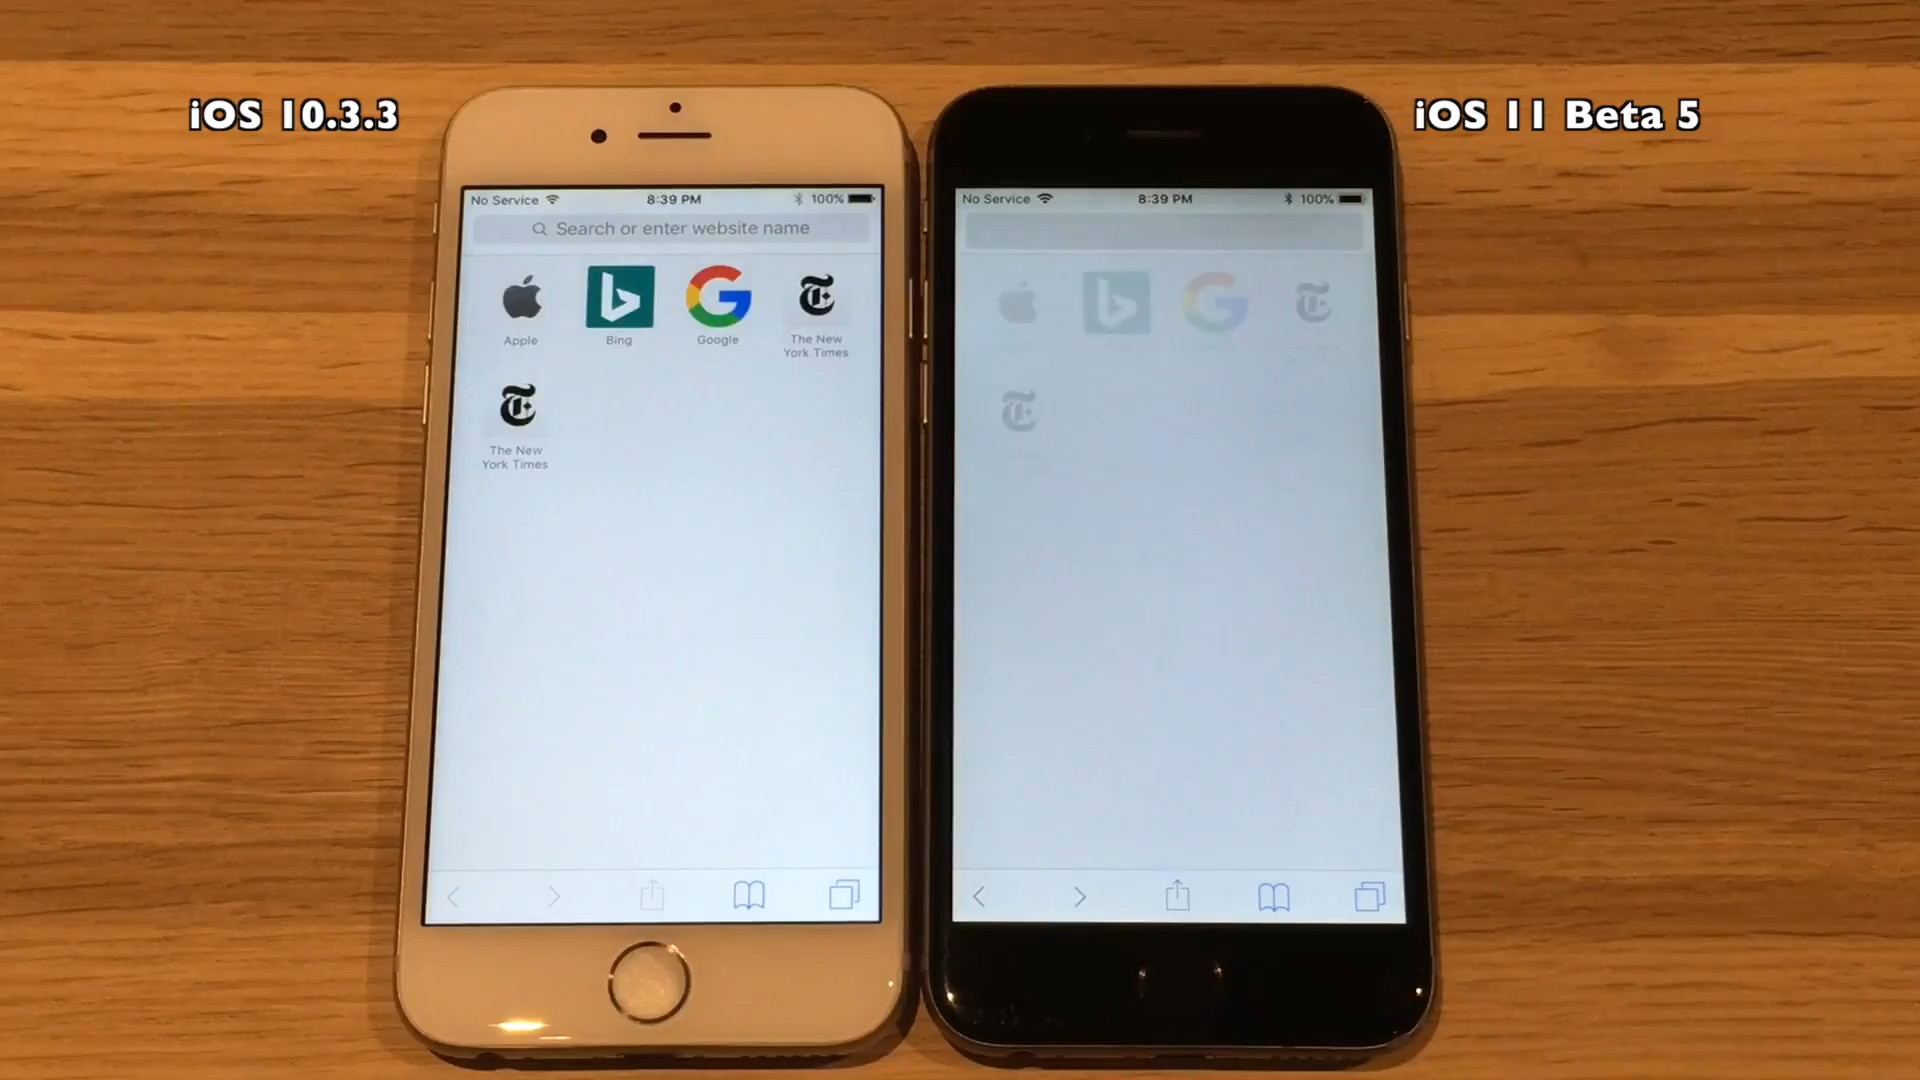 iOS 10.3.3
iOS 11 Beta 5
No Service 8:39 PM 100%
Search or enter website name
Apple Bing Google The New
York Times
The New
York Times
No Service 8:39 PM 100%